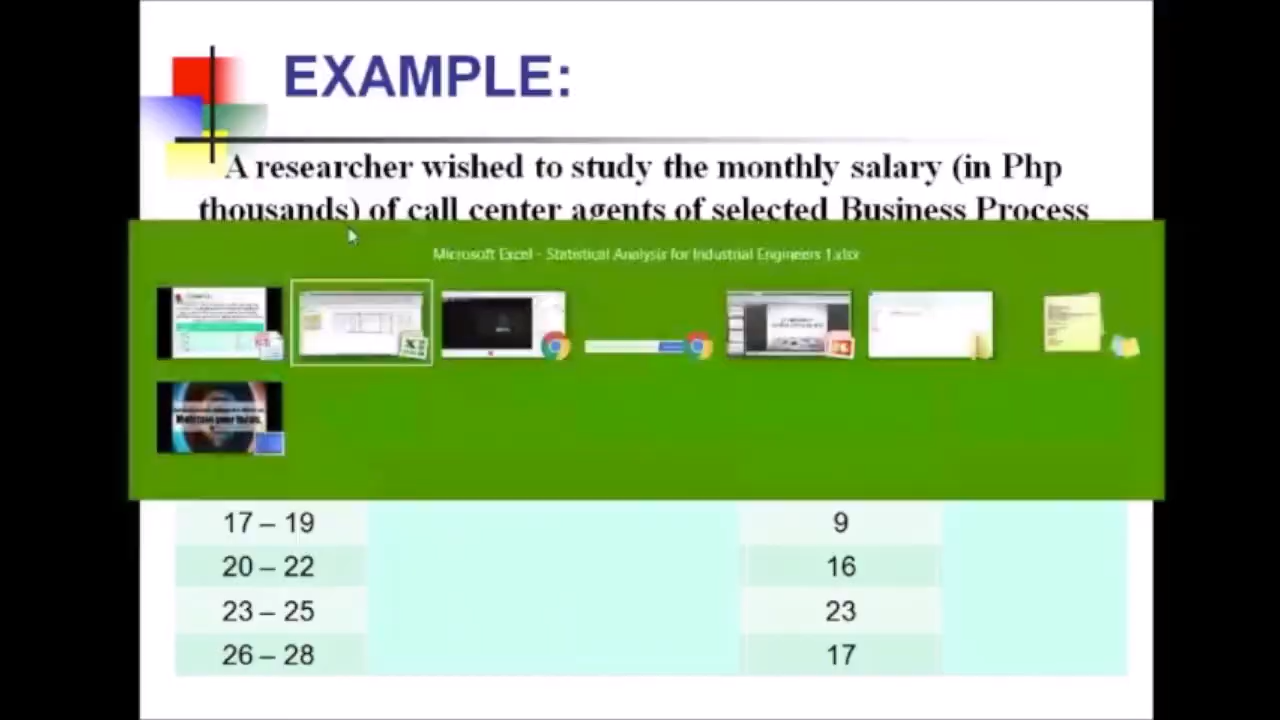 EXAMPLE:
A researcher wished to study the monthly salary (in Php
thousands) of call center agents of selected Business Process
Microsoft Excel - Statistical Analysis for Industrial Engineers 1.xlsx
17 – 19 9
20 – 22 16
23 – 25 23
26 – 28 17